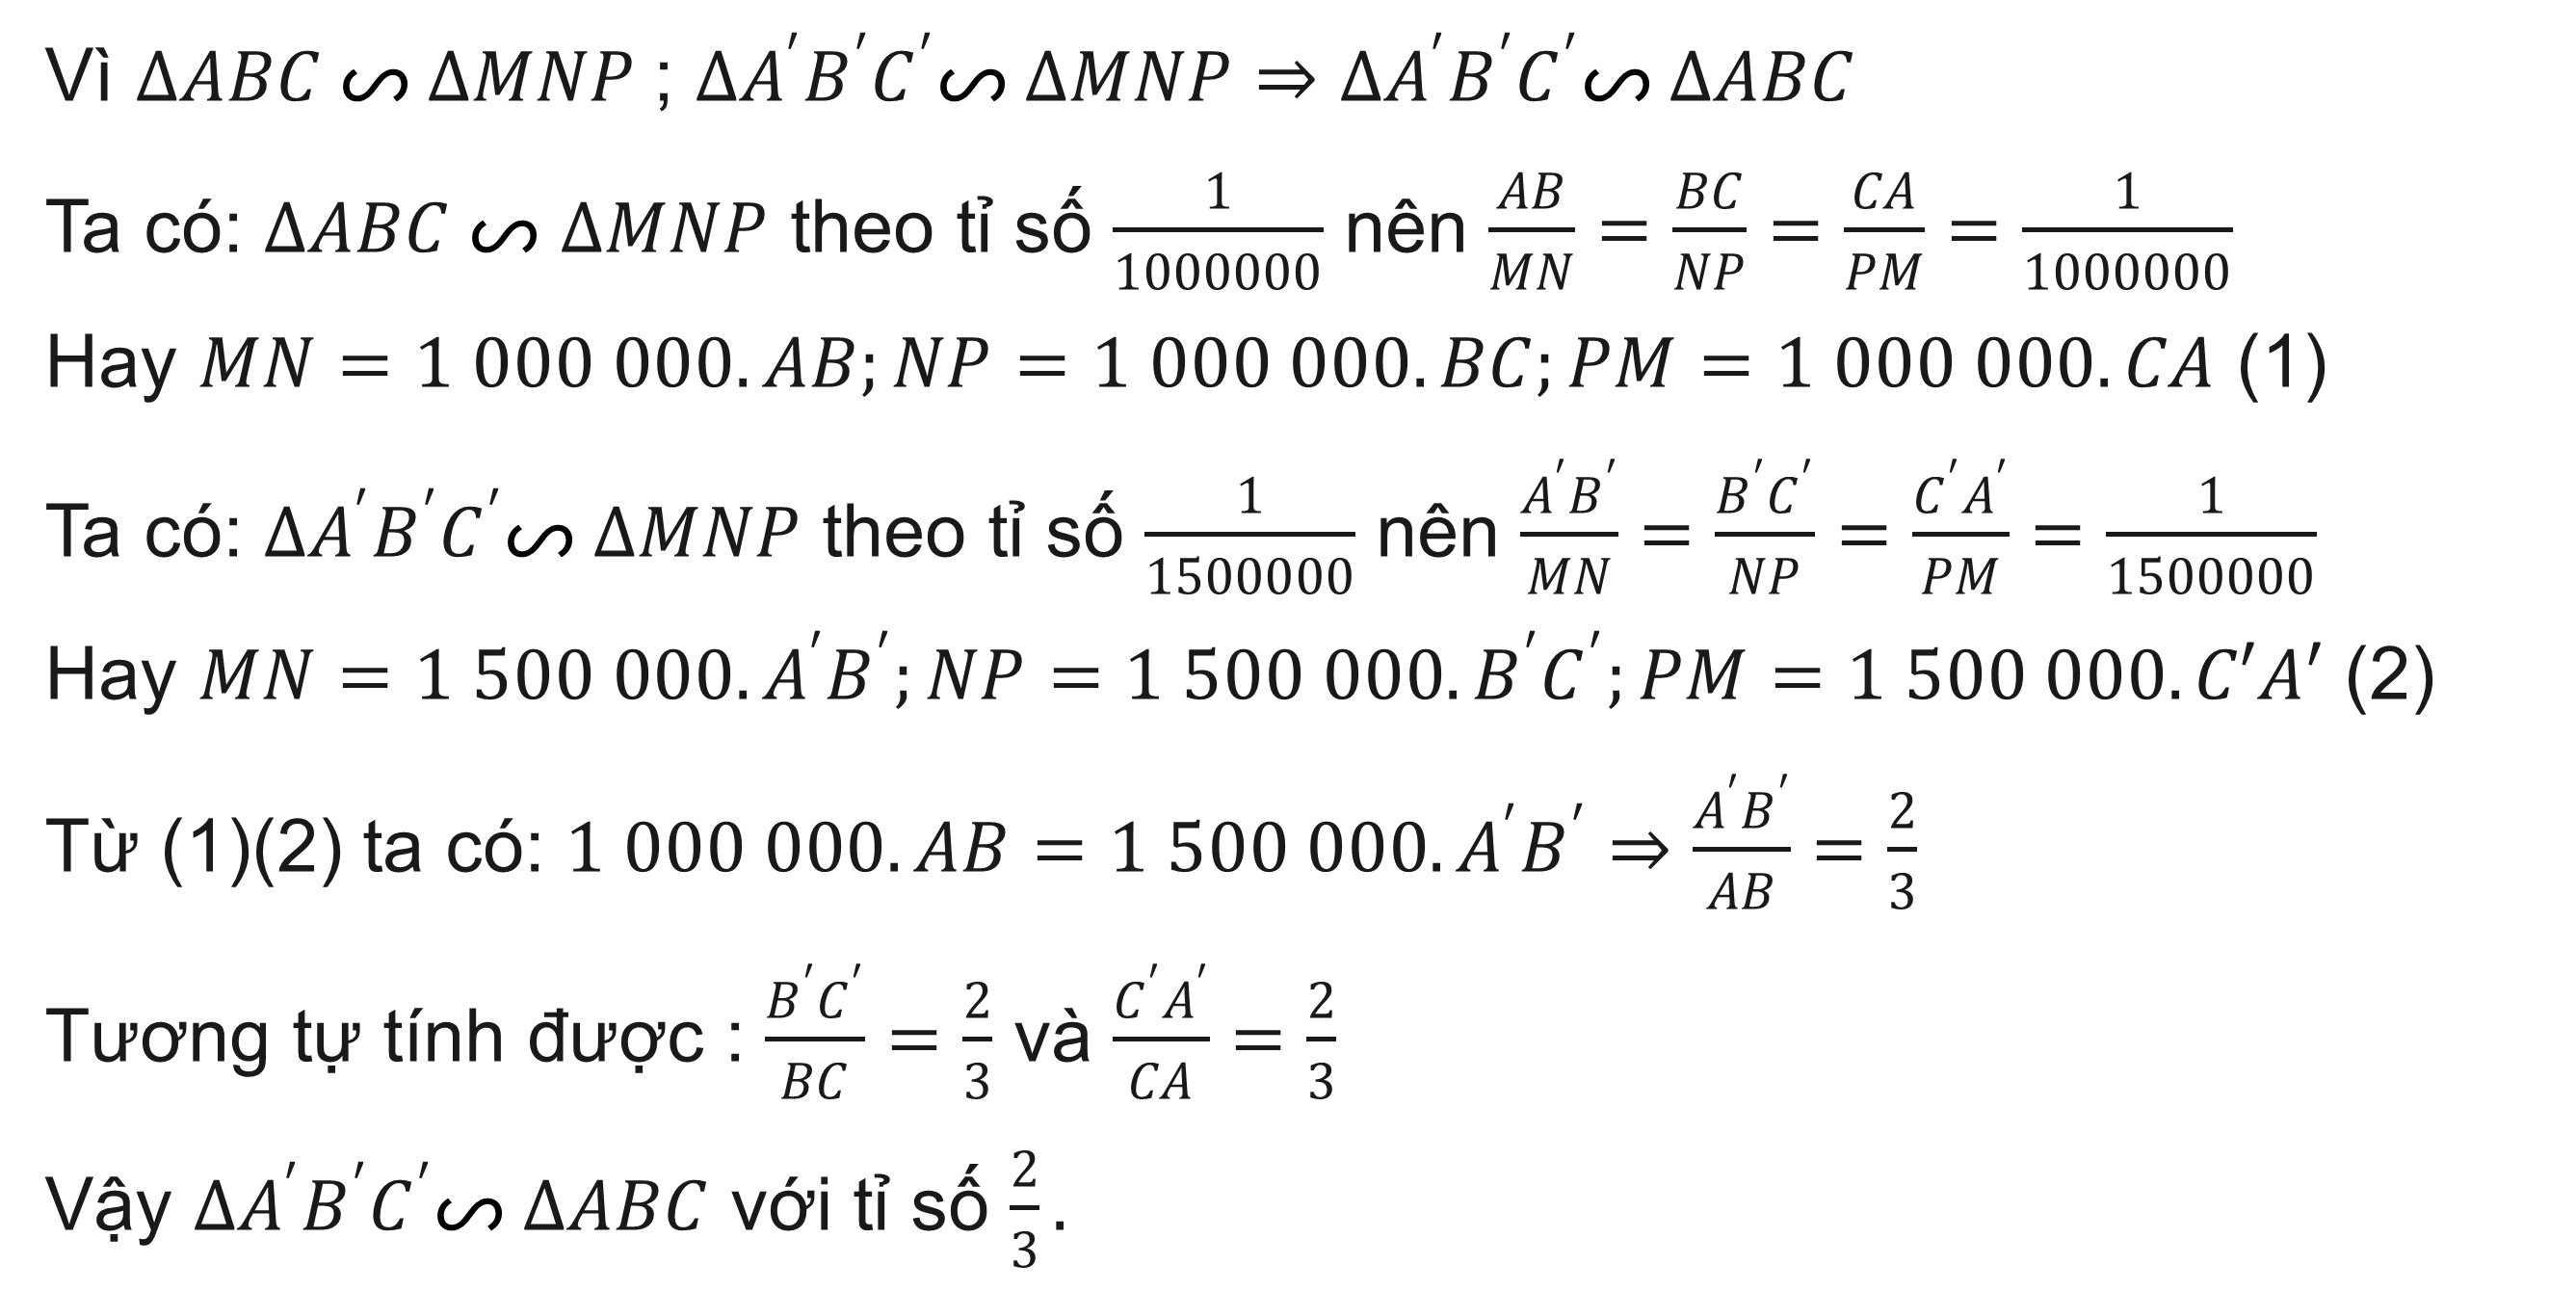 Vì ΔABC ∽ ΔMNP ; ΔA′B′C′ ∽ ΔMNP ⇒ ΔA′B′C′ ∽ ΔABC
Ta có: ΔABC ∽ ΔMNP theo tỉ số 1/1000000 nên AB/MN = BC/NP = CA/PM = 1/1000000
Hay MN = 1 000 000. AB; NP = 1 000 000. BC; PM = 1 000 000. CA (1)
Ta có: ΔA′B′C′ ∽ ΔMNP theo tỉ số 1/1500000 nên A′B′/MN = B′C′/NP = C′A′/PM = 1/1500000
Hay MN = 1 500 000. A′B′; NP = 1 500 000. B′C′; PM = 1 500 000. C′A′ (2)
Từ (1)(2) ta có: 1 000 000. AB = 1 500 000. A′B′ ⇒ A′B′/AB = 2/3
Tương tự tính được : B′C′/BC = 2/3 và C′A′/CA = 2/3
Vậy ΔA′B′C′ ∽ ΔABC với tỉ số 2/3 .